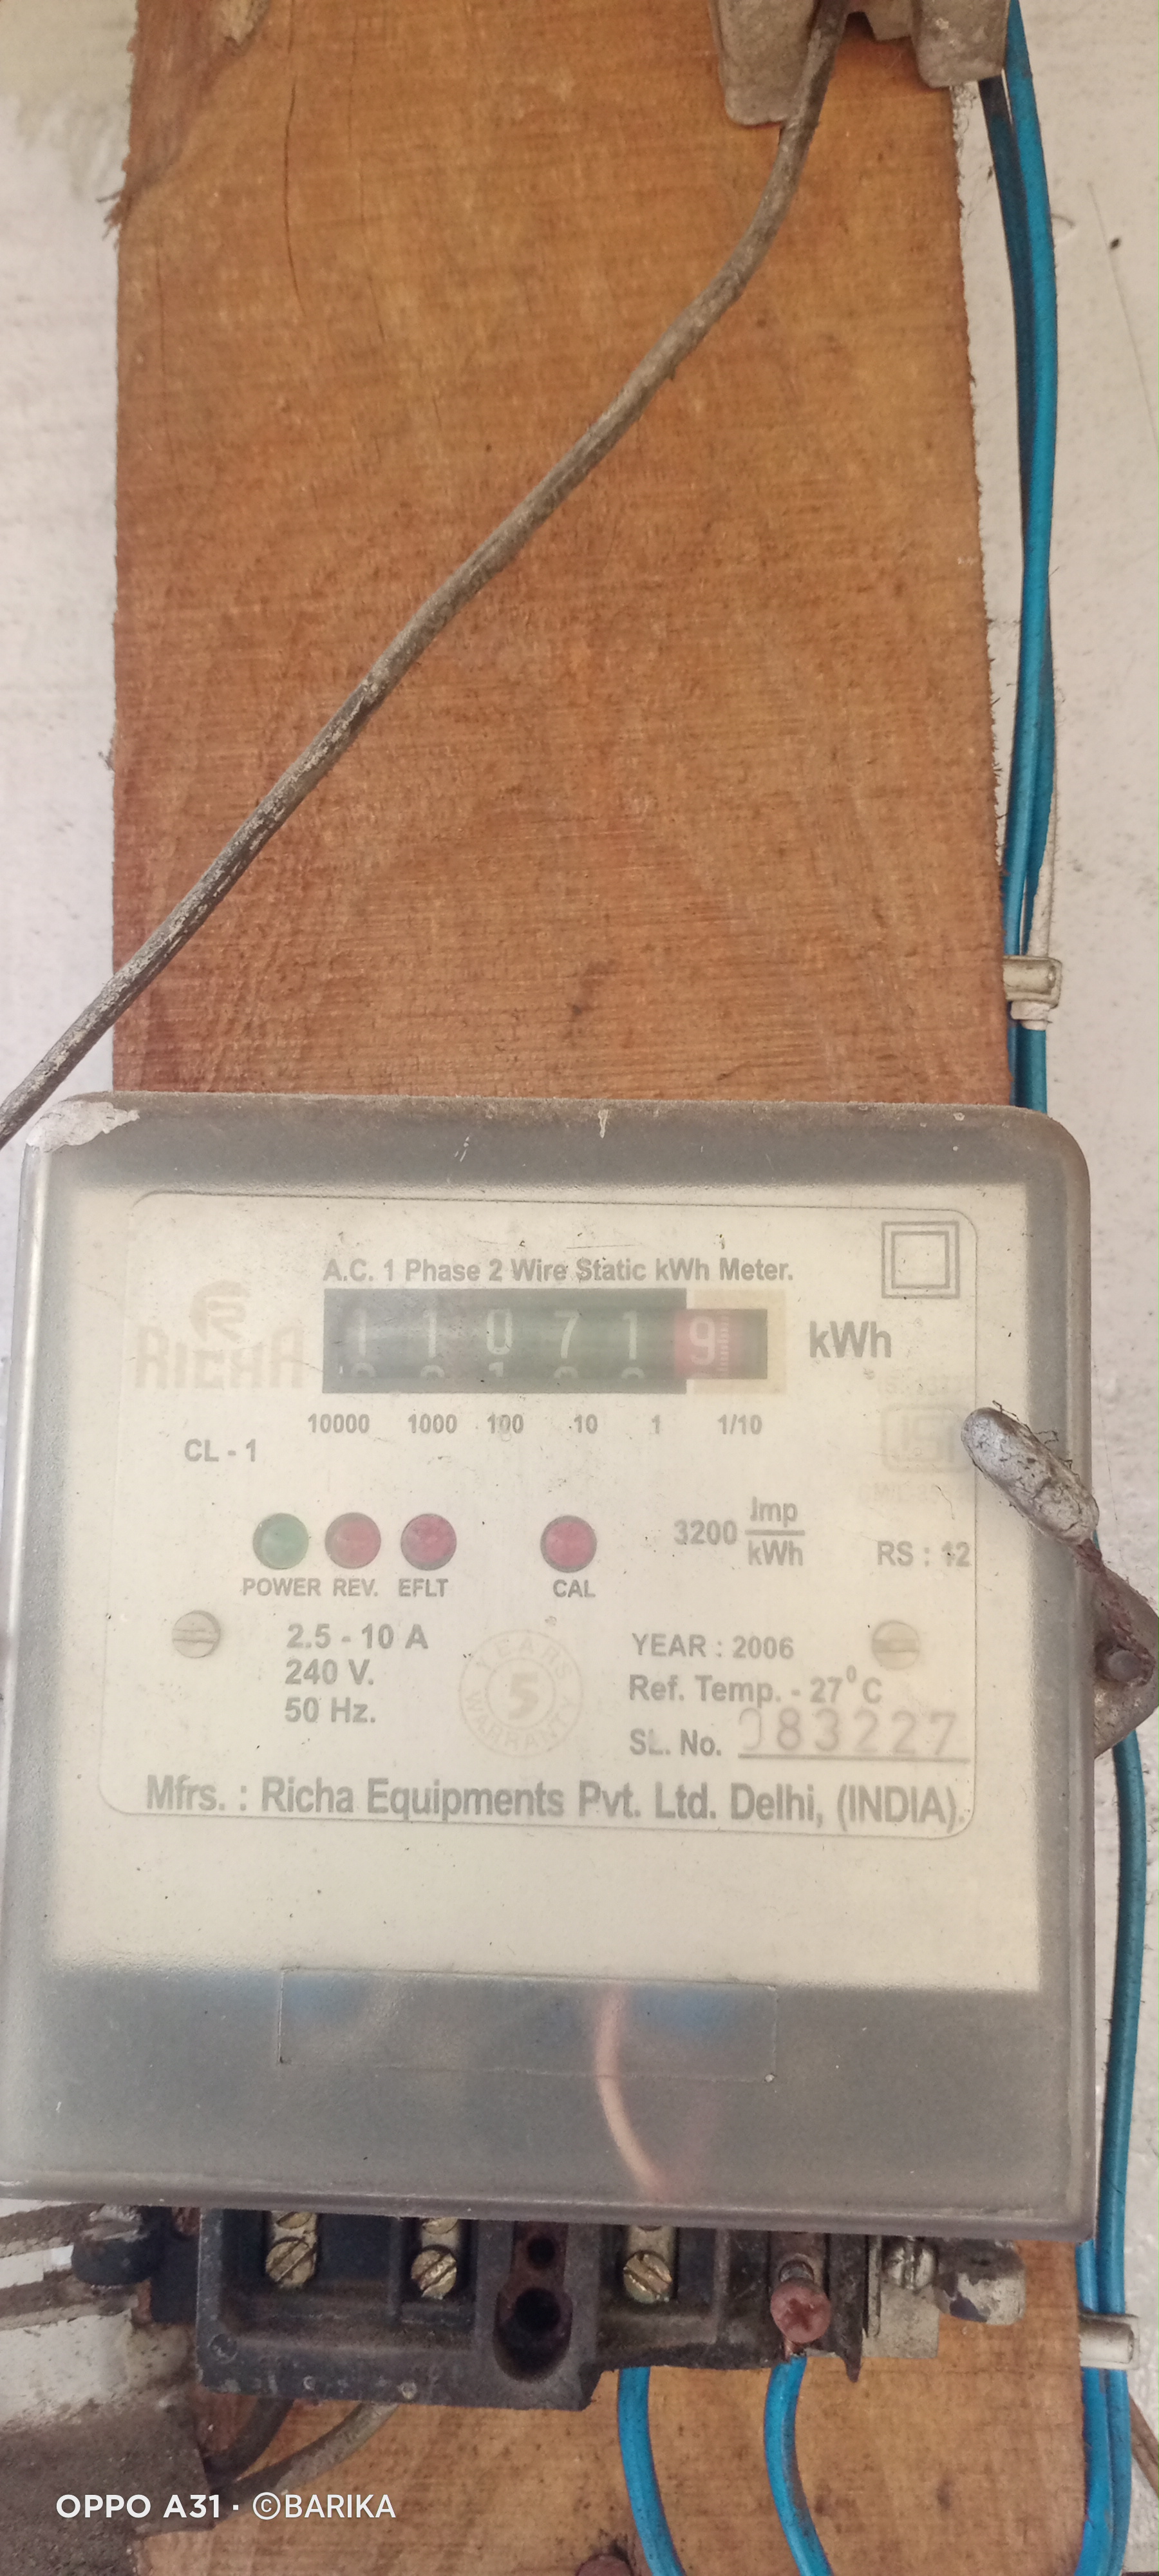 A.C. 1 Phase 2 Wire Static kWh Meter.
RICHA
1 1 0 7 1 9
kWh
10000 1000 100 10 1 1/10
CL - 1
3200 Imp/kWh
RS : 12
POWER REV. EFLT CAL
2.5 - 10 A
240 V.
50 Hz.
YEARS
5
WARRANTY
YEAR : 2006
Ref. Temp. - 27°C
SL. No. 083227
Mfrs. : Richa Equipments Pvt. Ltd. Delhi, (INDIA).
OPPO A31 · ©BARIKA